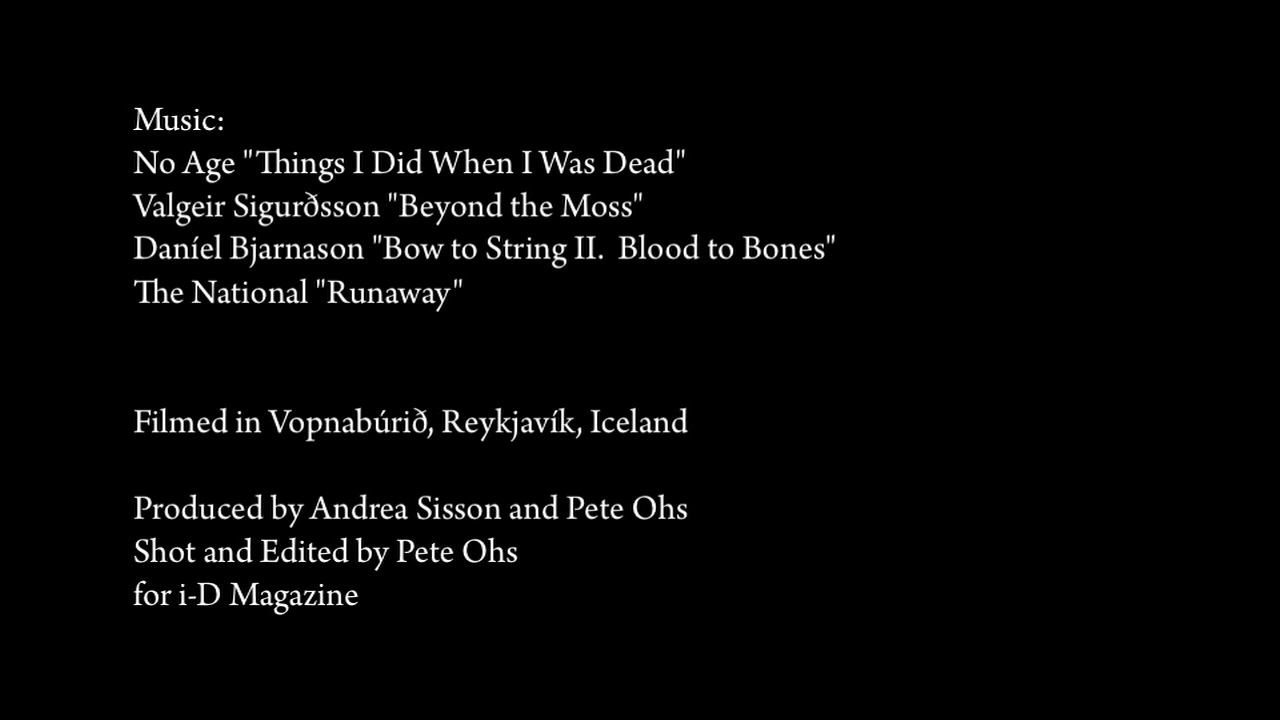 Music:
No Age "Things I Did When I Was Dead"
Valgeir Sigurðsson "Beyond the Moss"
Daníel Bjarnason "Bow to String II.  Blood to Bones"
The National "Runaway"
Filmed in Vopnabúrið, Reykjavík, Iceland
Produced by Andrea Sisson and Pete Ohs
Shot and Edited by Pete Ohs
for i-D Magazine